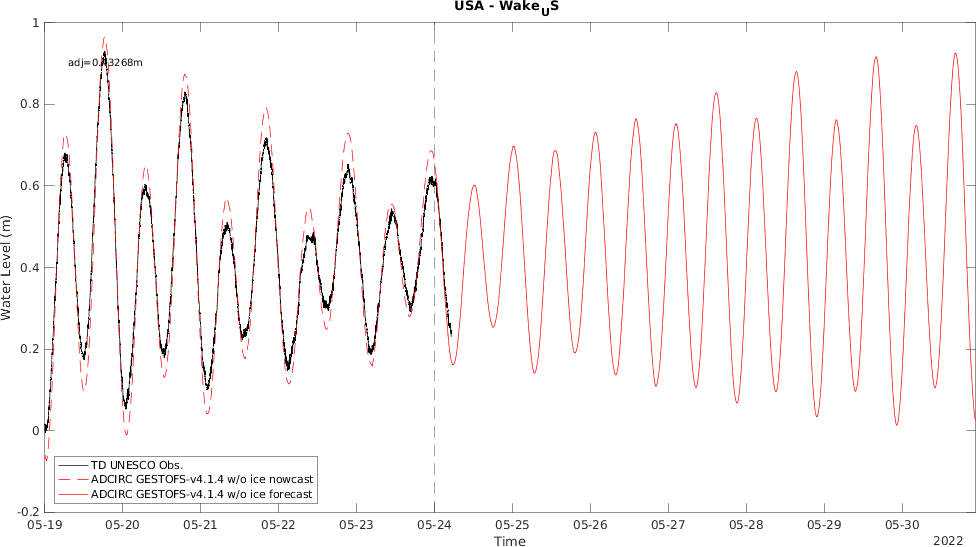 USA - Wake_US
1
0.8
0.6
0.4
0.2
0
-0.2
Water Level (m)
TD UNESCO Obs.
ADCIRC GESTOFS-v4.1.4 w/o ice nowcast
ADCIRC GESTOFS-v4.1.4 w/o ice forecast
05-19 05-20 05-21 05-22 05-23 05-24 05-25 05-26 05-27 05-28 05-29 05-30
Time
2022